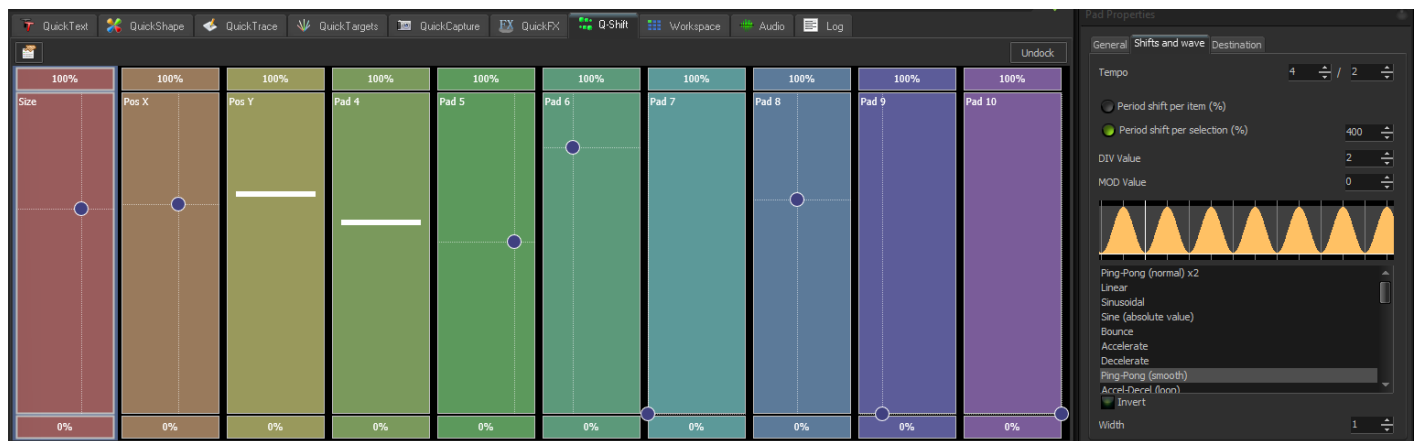 QuickText QuickShape QuickTrace QuickTargets QuickCapture QuickFX Q-Shift Workspace Audio Log
Undock
100% 100% 100% 100% 100% 100% 100% 100% 100% 100%
Size Pos X Pos Y Pad 4 Pad 5 Pad 6 Pad 7 Pad 8 Pad 9 Pad 10
0% 0% 0% 0% 0% 0% 0% 0% 0% 0%
Pad Properties
General Shifts and wave Destination
Tempo 4 / 2
Period shift per item (%)
Period shift per selection (%) 400
DIV Value 2
MOD Value 0
Ping-Pong (normal) x2
Linear
Sinusoidal
Sine (absolute value)
Bounce
Accelerate
Decelerate
Ping-Pong (smooth)
Accel-Decel (loop)
Invert
Width 1